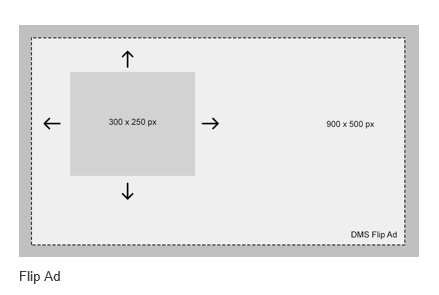 300 x 250 px
900 x 500 px
DMS Flip Ad
Flip Ad